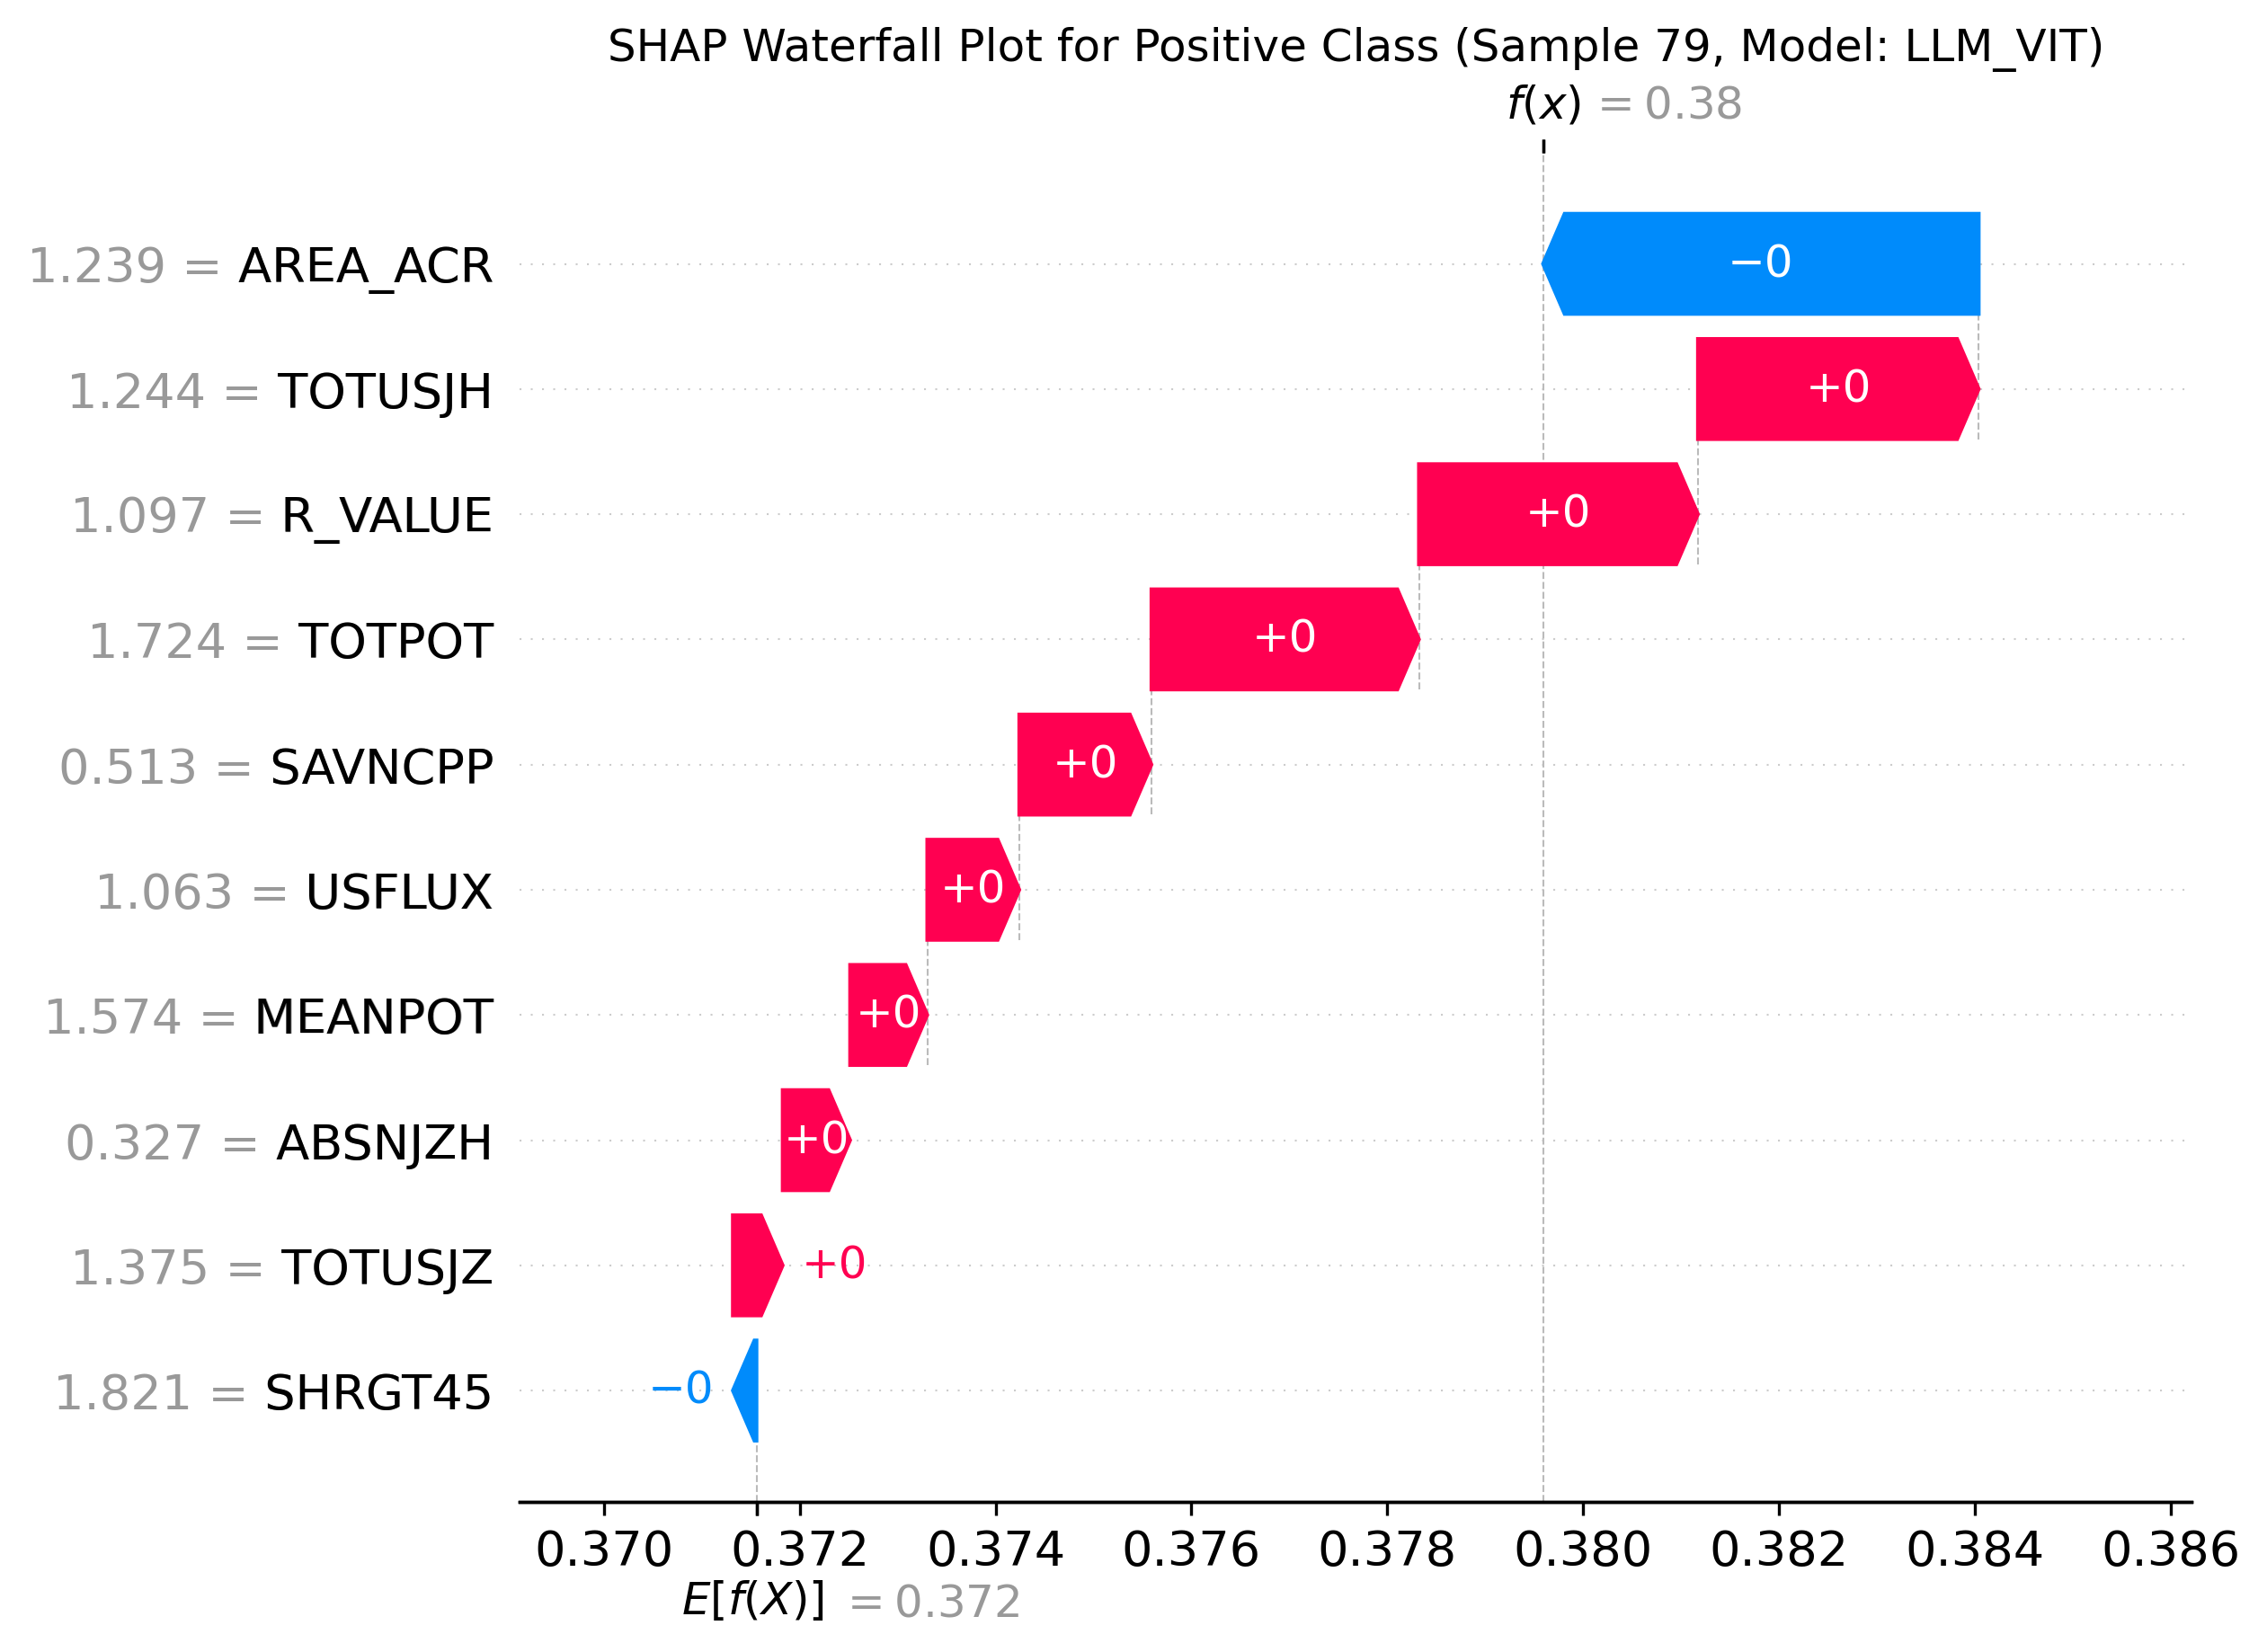 SHAP Waterfall Plot for Positive Class (Sample 79, Model: LLM_VIT)
f(x) = 0.38
1.239 = AREA_ACR −0
1.244 = TOTUSJH +0
1.097 = R_VALUE +0
1.724 = TOTPOT +0
0.513 = SAVNCPP +0
1.063 = USFLUX +0
1.574 = MEANPOT +0
0.327 = ABSNJZH +0
1.375 = TOTUSJZ +0
1.821 = SHRGT45 −0
0.370 0.372 0.374 0.376 0.378 0.380 0.382 0.384 0.386
E[f(X)] = 0.372